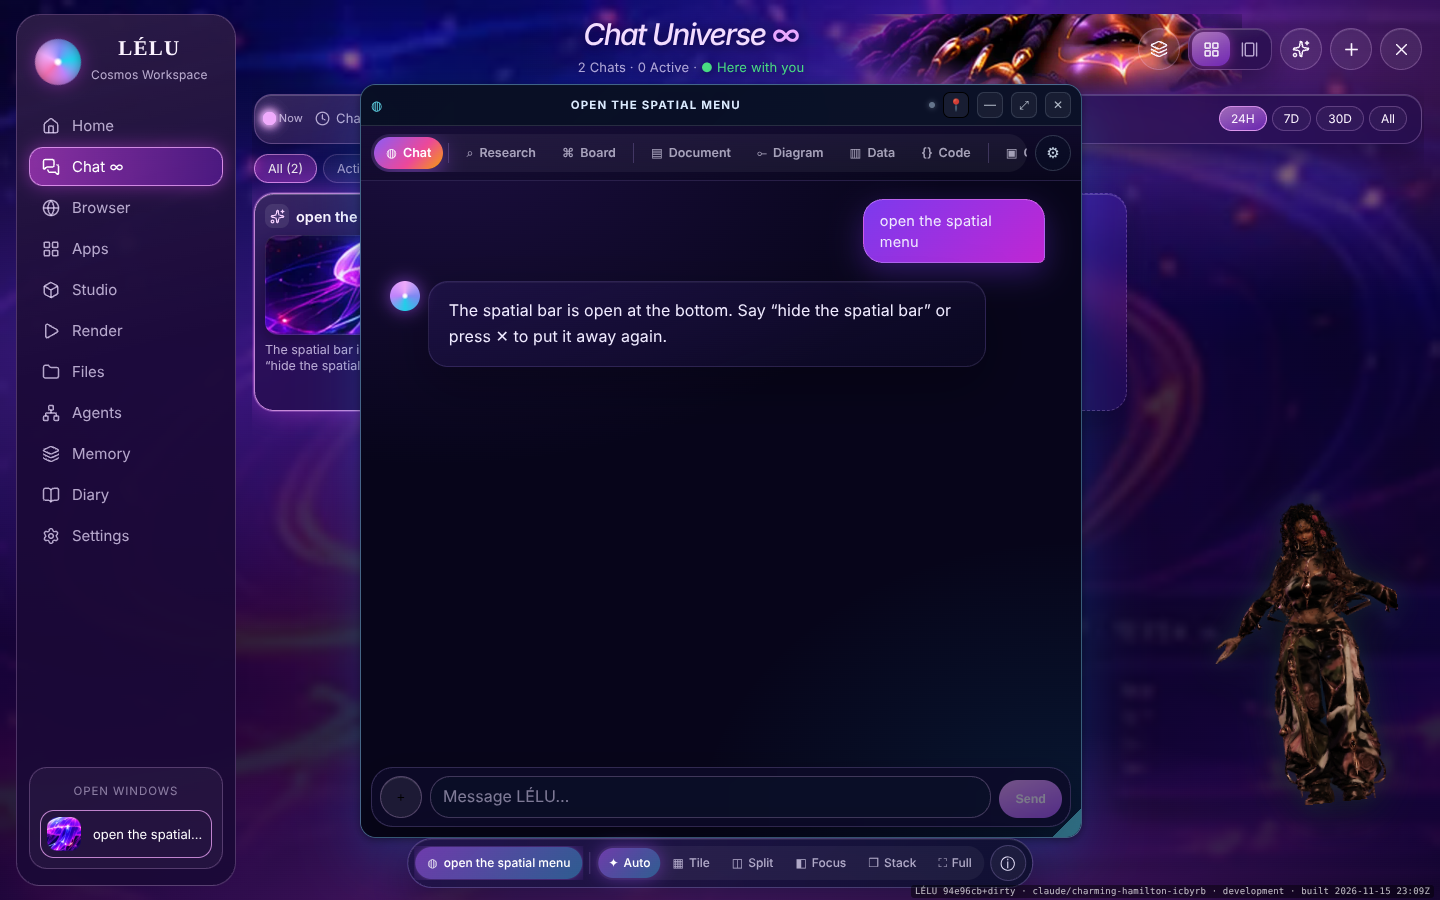 LÉLU
Cosmos Workspace
Home
Chat ∞
Browser
Apps
Studio
Render
Files
Agents
Memory
Diary
Settings
OPEN WINDOWS
open the spatial...
Chat Universe ∞
2 Chats · 0 Active · Here with you
Now Cha
24H 7D 30D All
All (2) Acti
open the
The spatial bar i
“hide the spatial
OPEN THE SPATIAL MENU
Chat Research Board Document Diagram Data {} Code
open the spatial
menu
The spatial bar is open at the bottom. Say “hide the spatial bar” or
press ✕ to put it away again.
Message LÉLU...
Send
open the spatial menu Auto Tile Split Focus Stack Full
LÉLU 94e96cb+dirty · claude/charming-hamilton-icbyrb · development · built 2026-11-15 23:09Z